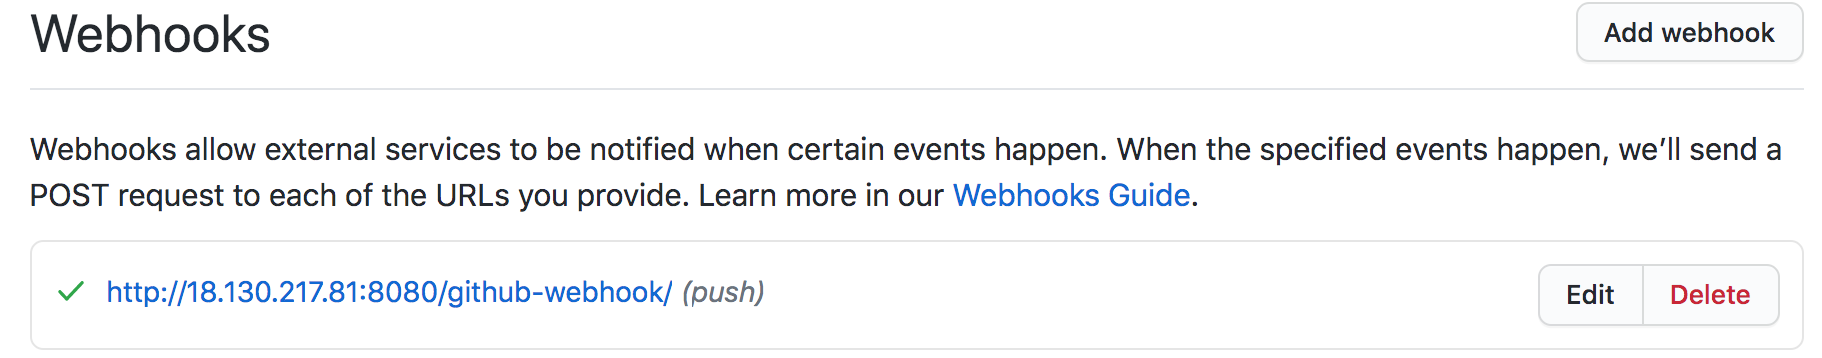 Webhooks
Add webhook
Webhooks allow external services to be notified when certain events happen. When the specified events happen, we’ll send a
POST request to each of the URLs you provide. Learn more in our Webhooks Guide.
http://18.130.217.81:8080/github-webhook/ (push)
Edit
Delete